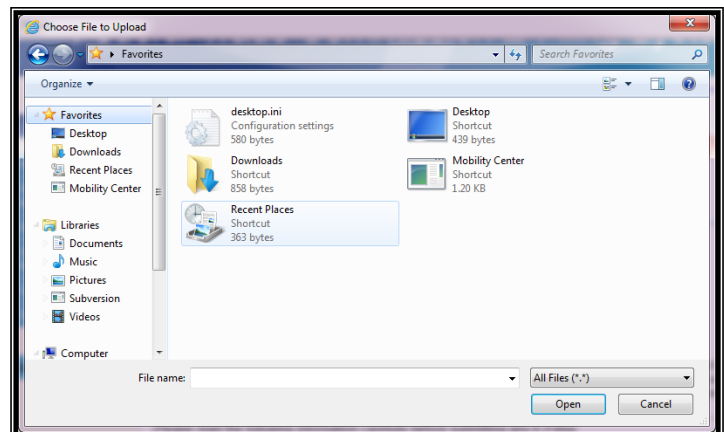 Choose File to Upload
Favorites
Search Favorites
Organize
Favorites
Desktop
Downloads
Recent Places
Mobility Center
Libraries
Documents
Music
Pictures
Subversion
Videos
Computer
desktop.ini
Configuration settings
580 bytes
Desktop
Shortcut
439 bytes
Downloads
Shortcut
858 bytes
Mobility Center
Shortcut
1.20 KB
Recent Places
Shortcut
363 bytes
File name:
All Files (*.*)
Open
Cancel